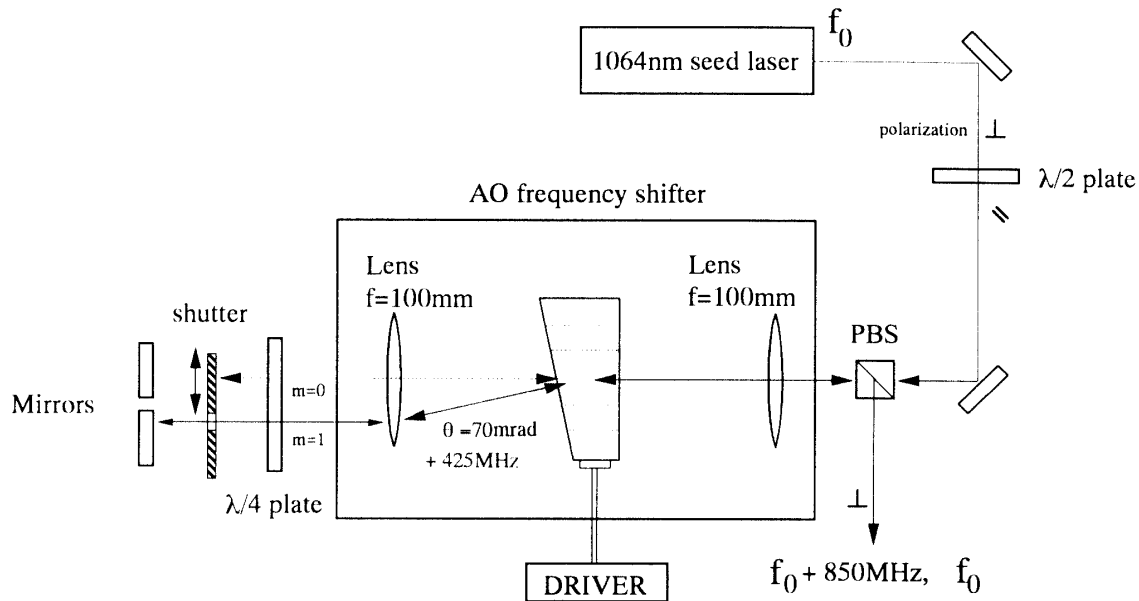 f₀
1064nm seed laser
polarization ⊥
λ/2 plate
AO frequency shifter
Lens
f=100mm
Lens
f=100mm
shutter
PBS
Mirrors
m=0
m=1
θ =70mrad
+ 425MHz
λ/4 plate
⊥
DRIVER
f₀ + 850MHz, f₀